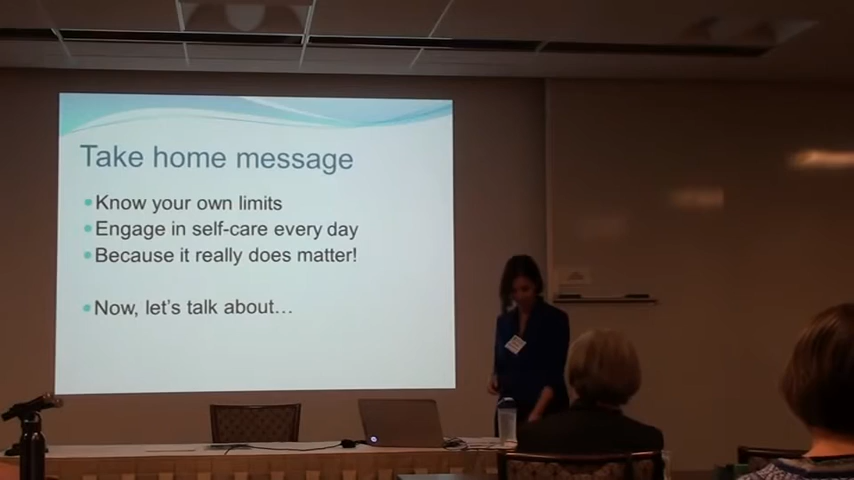 Take home message
•Know your own limits
•Engage in self-care every day
•Because it really does matter!
•Now, let's talk about…